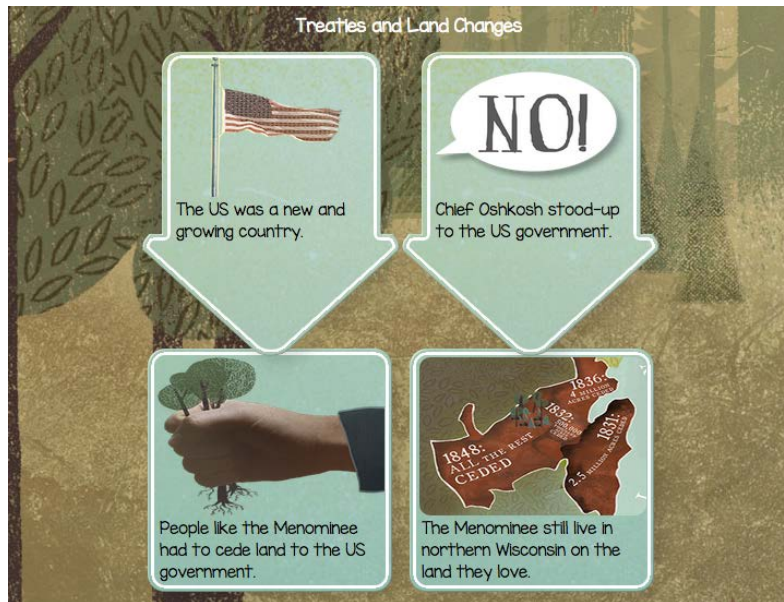 Treaties and Land Changes
The US was a new and
growing country.
NO!
Chief Oshkosh stood-up
to the US government.
People like the Menominee
had to cede land to the US
government.
1836:
4 MILLION
ACRES CEDED
1832:
CEDED
1831:
2.5 MILLION ACRES CEDED
1848:
ALL THE REST
CEDED
The Menominee still live in
northern Wisconsin on the
land they love.